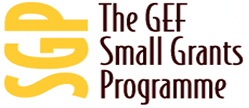 SGP
The GEF
Small Grants
Programme